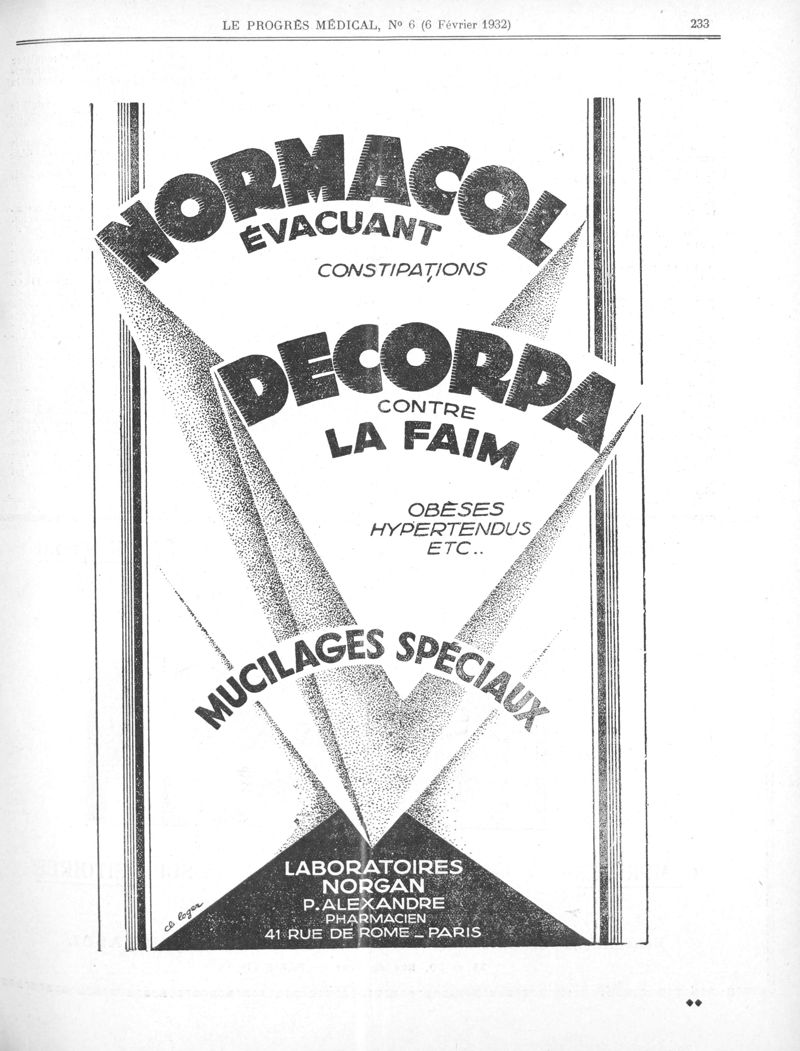 LE PROGRÈS MÉDICAL, Nº 6 (6 Février 1932) 233
NORMACOL
ÉVACUANT
CONSTIPATIONS
DECORPA
CONTRE
LA FAIM
OBÈSES
HYPERTENDUS
ETC..
MUCILAGES SPÉCIAUX
LABORATOIRES
NORGAN
P. ALEXANDRE
PHARMACIEN
41 RUE DE ROME _ PARIS